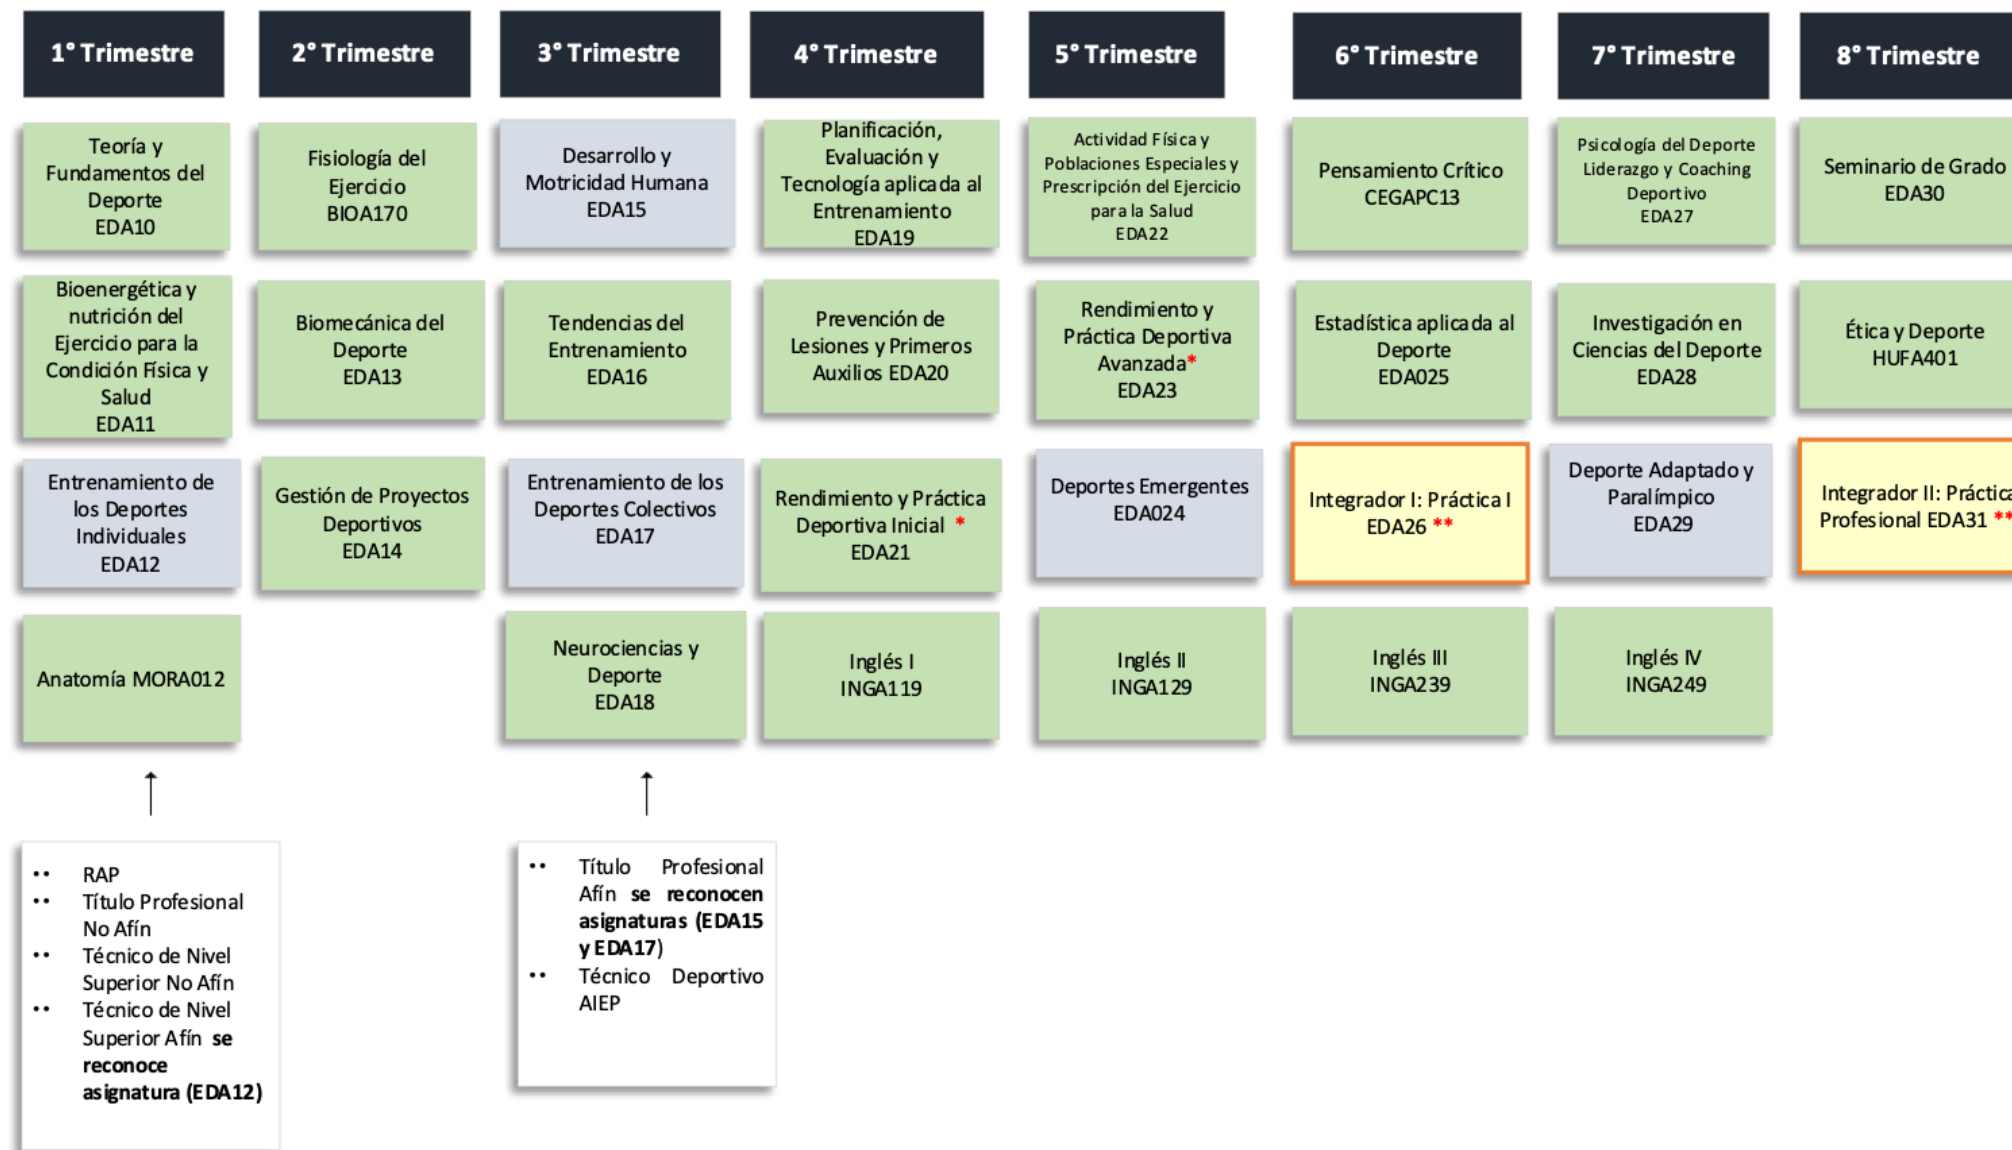 1° Trimestre
2° Trimestre
3° Trimestre
4° Trimestre
5° Trimestre
6° Trimestre
7° Trimestre
8° Trimestre
Teoría y
Fundamentos del
Deporte
EDA10
Fisiología del
Ejercicio
BIOA170
Desarrollo y
Motricidad Humana
EDA15
Planificación,
Evaluación y
Tecnología aplicada al
Entrenamiento
EDA19
Actividad Física y
Poblaciones Especiales y
Prescripción del Ejercicio
para la Salud
EDA22
Pensamiento Crítico
CEGAPC13
Psicología del Deporte
Liderazgo y Coaching
Deportivo
EDA27
Seminario de Grado
EDA30
Bioenergética y
nutrición del
Ejercicio para la
Condición Física y
Salud
EDA11
Biomecánica del
Deporte
EDA13
Tendencias del
Entrenamiento
EDA16
Prevención de
Lesiones y Primeros
Auxilios EDA20
Rendimiento y
Práctica Deportiva
Avanzada*
EDA23
Estadística aplicada al
Deporte
EDA025
Investigación en
Ciencias del Deporte
EDA28
Ética y Deporte
HUFA401
Entrenamiento de
los Deportes
Individuales
EDA12
Gestión de Proyectos
Deportivos
EDA14
Entrenamiento de los
Deportes Colectivos
EDA17
Rendimiento y Práctica
Deportiva Inicial *
EDA21
Deportes Emergentes
EDA024
Integrador I: Práctica I
EDA26 **
Deporte Adaptado y
Paralímpico
EDA29
Integrador II: Práctica
Profesional EDA31 **
Anatomía MORA012
Neurociencias y
Deporte
EDA18
Inglés I
INGA119
Inglés II
INGA129
Inglés III
INGA239
Inglés IV
INGA249
•• RAP
•• Título Profesional
No Afín
•• Técnico de Nivel
Superior No Afín
•• Técnico de Nivel
Superior Afín se
reconoce
asignatura (EDA12)
•• Título Profesional
Afín se reconocen
asignaturas (EDA15
y EDA17)
•• Técnico Deportivo
AIEP